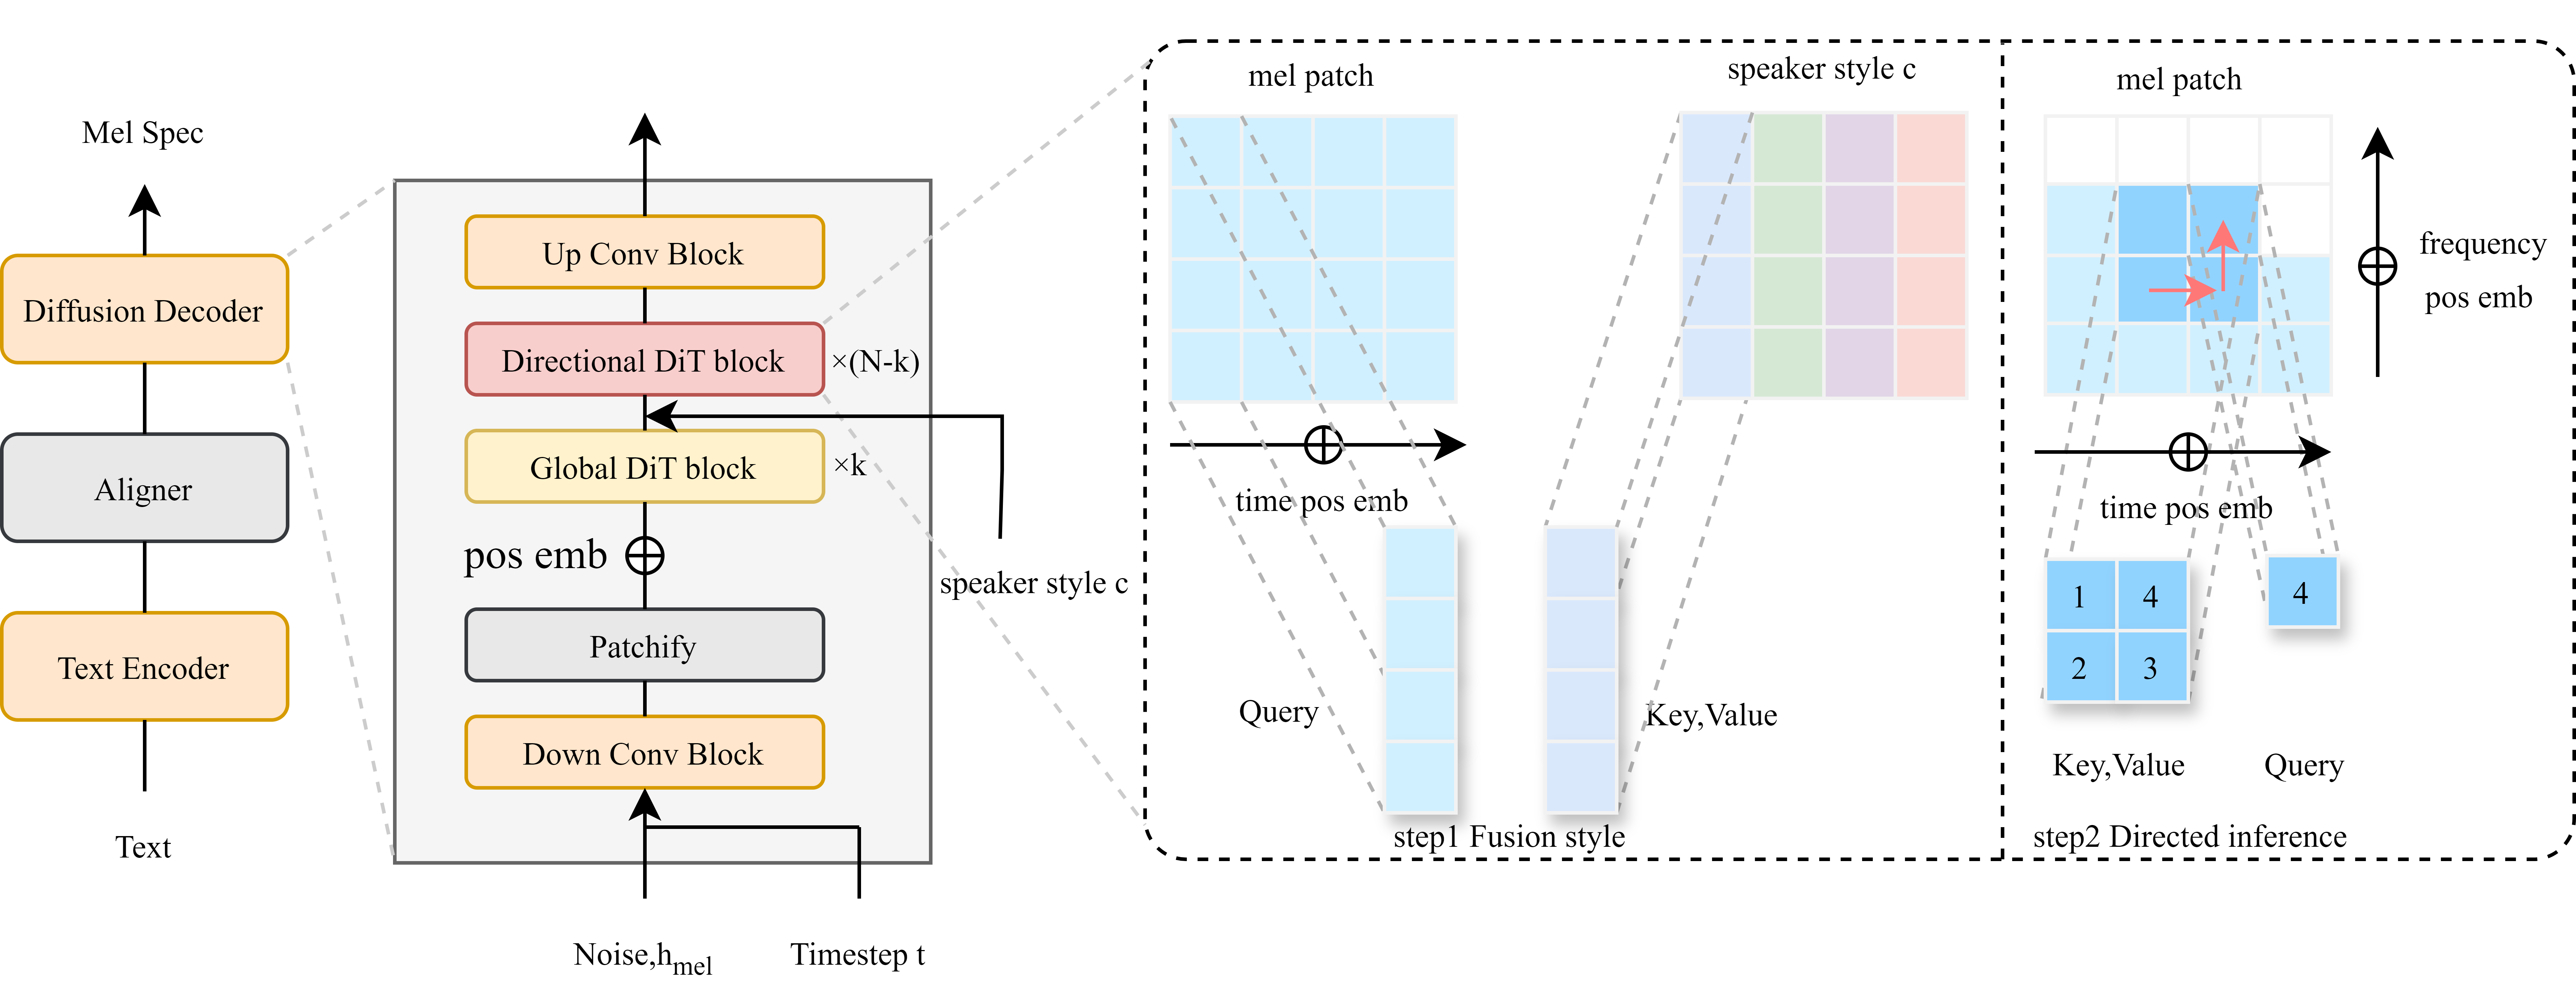 Mel Spec
Diffusion Decoder
Aligner
Text Encoder
Text
Up Conv Block
Directional DiT block
×(N-k)
Global DiT block
×k
pos emb
speaker style c
Patchify
Down Conv Block
Noise,hmel
Timestep t
mel patch
speaker style c
time pos emb
Query
Key,Value
step1 Fusion style
mel patch
frequency
pos emb
time pos emb
1 4
2 3
4
Key,Value
Query
step2 Directed inference